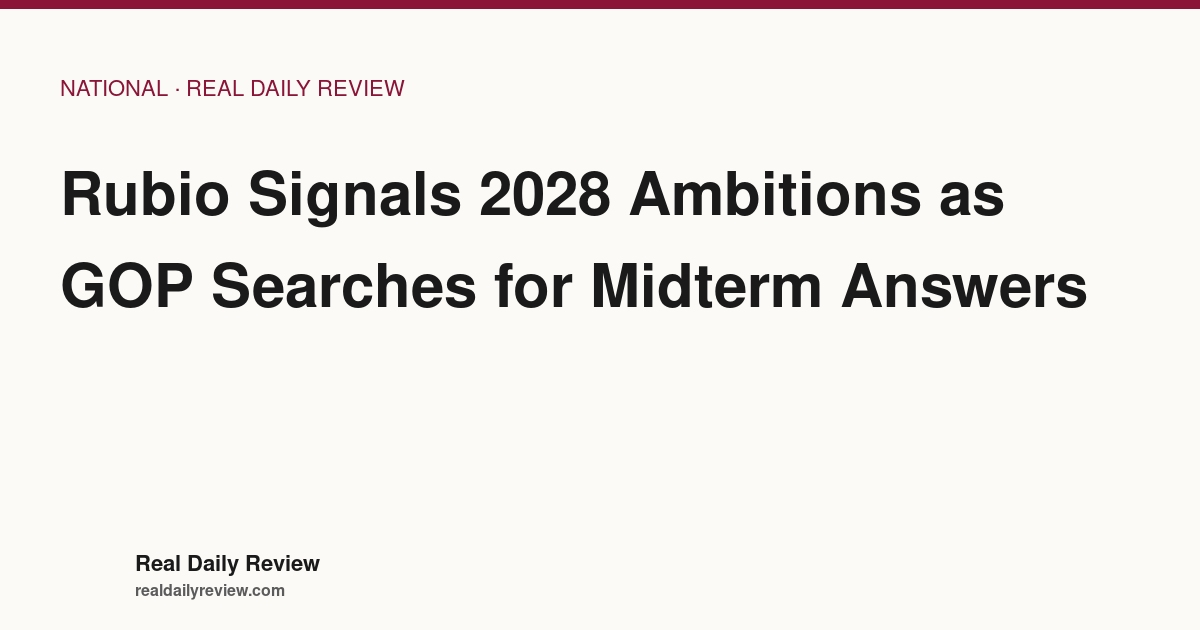 NATIONAL · REAL DAILY REVIEW
Rubio Signals 2028 Ambitions as
GOP Searches for Midterm Answers
Real Daily Review
realdailyreview.com